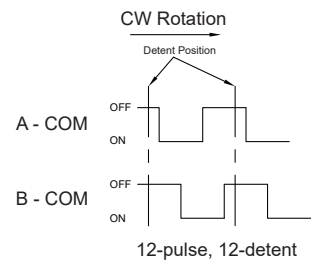 CW Rotation
Detent Position
OFF
A - COM
ON
OFF
B - COM
ON
12-pulse, 12-detent